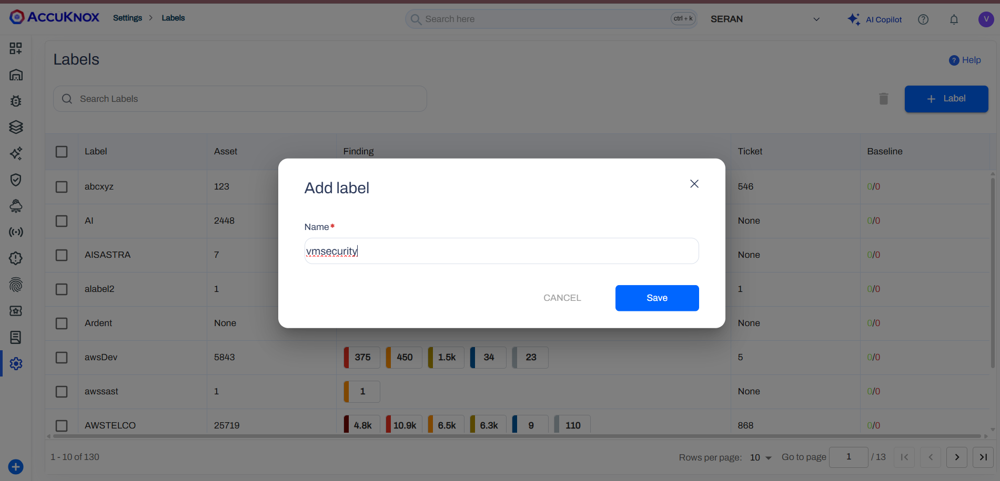 ACCUKNOX
Settings > Labels
Search here
ctrl + k
SERAN
AI Copilot
?
V
Labels
? Help
Search Labels
+ Label
Label Asset Finding Ticket Baseline
abcxyz 123 546 0/0
AI 2448 None 0/0
AISASTRA 7 None 0/0
alabel2 1 1 0/0
Ardent None None 0/0
awsDev 5843 375 450 1.5k 34 23 5 0/0
awssast 1 1 None 0/0
AWSTELCO 25719 4.8k 10.9k 6.5k 6.3k 9 110 868 0/0
Add label
Name*
vmsecurity
CANCEL
Save
1 - 10 of 130
Rows per page: 10
Go to page 1 / 13